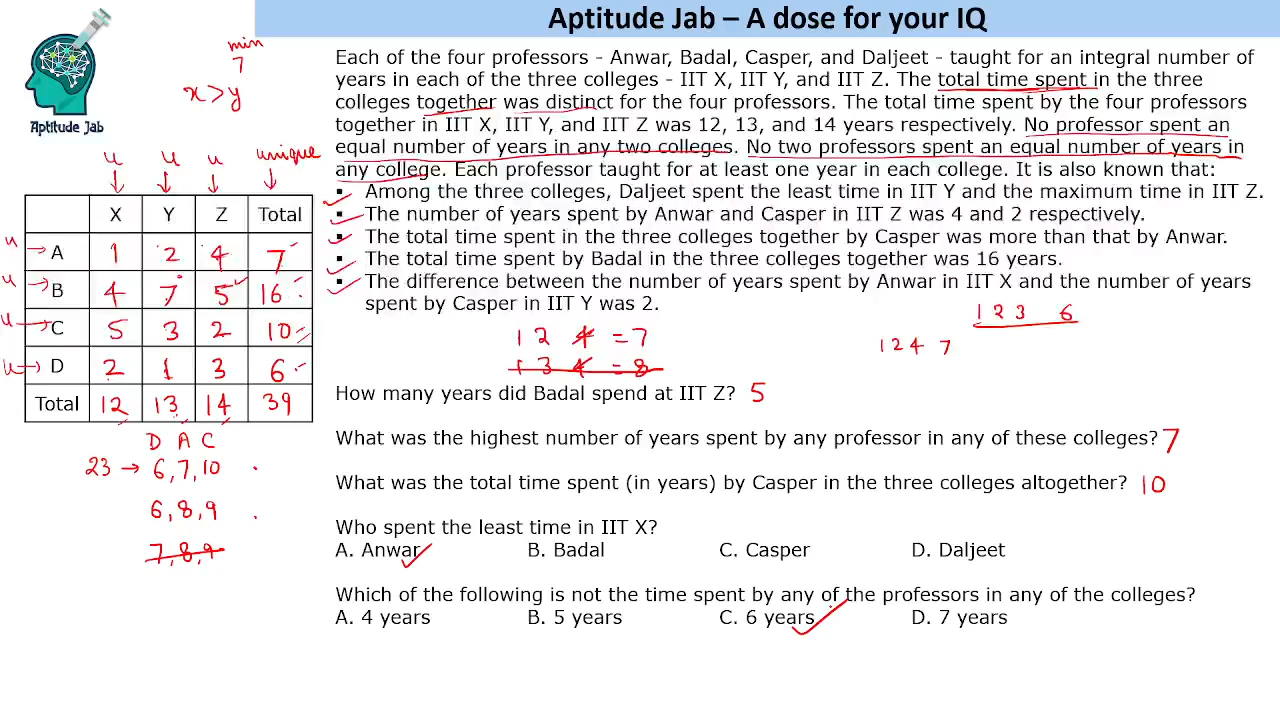 Aptitude Jab – A dose for your IQ
Aptitude Jab
min
7
x > y
Each of the four professors - Anwar, Badal, Casper, and Daljeet - taught for an integral number of
years in each of the three colleges - IIT X, IIT Y, and IIT Z. The total time spent in the three
colleges together was distinct for the four professors. The total time spent by the four professors
together in IIT X, IIT Y, and IIT Z was 12, 13, and 14 years respectively. No professor spent an
equal number of years in any two colleges. No two professors spent an equal number of years in
any college. Each professor taught for at least one year in each college. It is also known that:
▪ Among the three colleges, Daljeet spent the least time in IIT Y and the maximum time in IIT Z.
▪ The number of years spent by Anwar and Casper in IIT Z was 4 and 2 respectively.
▪ The total time spent in the three colleges together by Casper was more than that by Anwar.
▪ The total time spent by Badal in the three colleges together was 16 years.
▪ The difference between the number of years spent by Anwar in IIT X and the number of years
spent by Casper in IIT Y was 2.
u u u unique
X Y Z Total
u A 1 2 4 7
u B 4 7 5 16
u C 5 3 2 10
u D 2 1 3 6
Total 12 13 14 39
D A C
23 → 6, 7, 10
6, 8, 9
7, 8, 9
1 2 3 6
1 2 4 7
1 2 4 = 7
1 3 4 = 8
How many years did Badal spend at IIT Z? 5
What was the highest number of years spent by any professor in any of these colleges? 7
What was the total time spent (in years) by Casper in the three colleges altogether? 10
Who spent the least time in IIT X?
A. Anwar B. Badal C. Casper D. Daljeet
Which of the following is not the time spent by any of the professors in any of the colleges?
A. 4 years B. 5 years C. 6 years D. 7 years